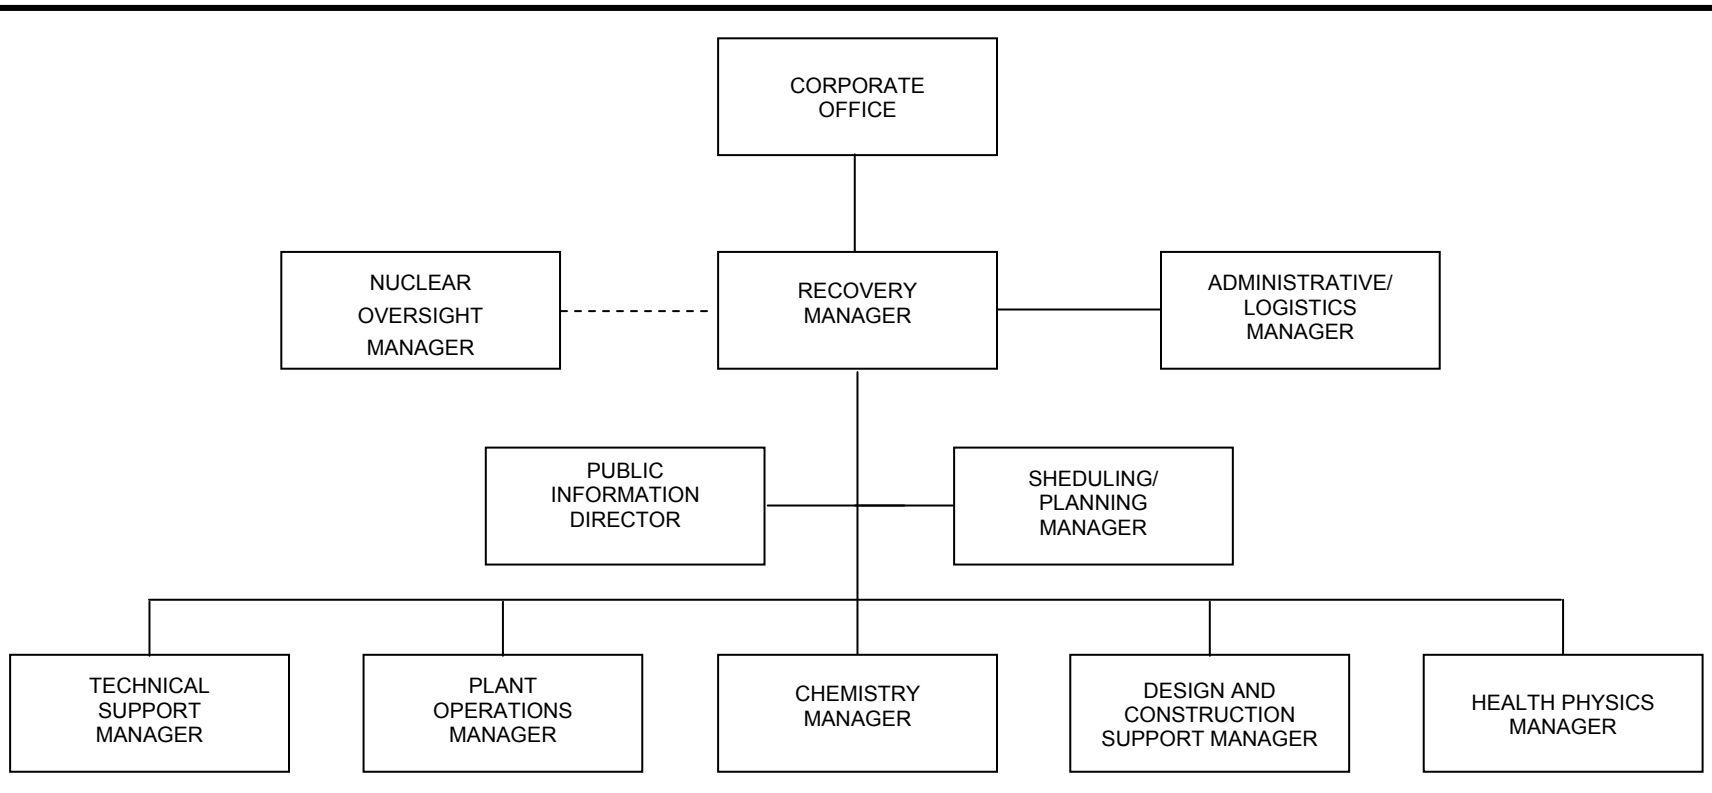 CORPORATE
OFFICE
NUCLEAR
OVERSIGHT
MANAGER
RECOVERY
MANAGER
ADMINISTRATIVE/
LOGISTICS
MANAGER
PUBLIC
INFORMATION
DIRECTOR
SHEDULING/
PLANNING
MANAGER
TECHNICAL
SUPPORT
MANAGER
PLANT
OPERATIONS
MANAGER
CHEMISTRY
MANAGER
DESIGN AND
CONSTRUCTION
SUPPORT MANAGER
HEALTH PHYSICS
MANAGER